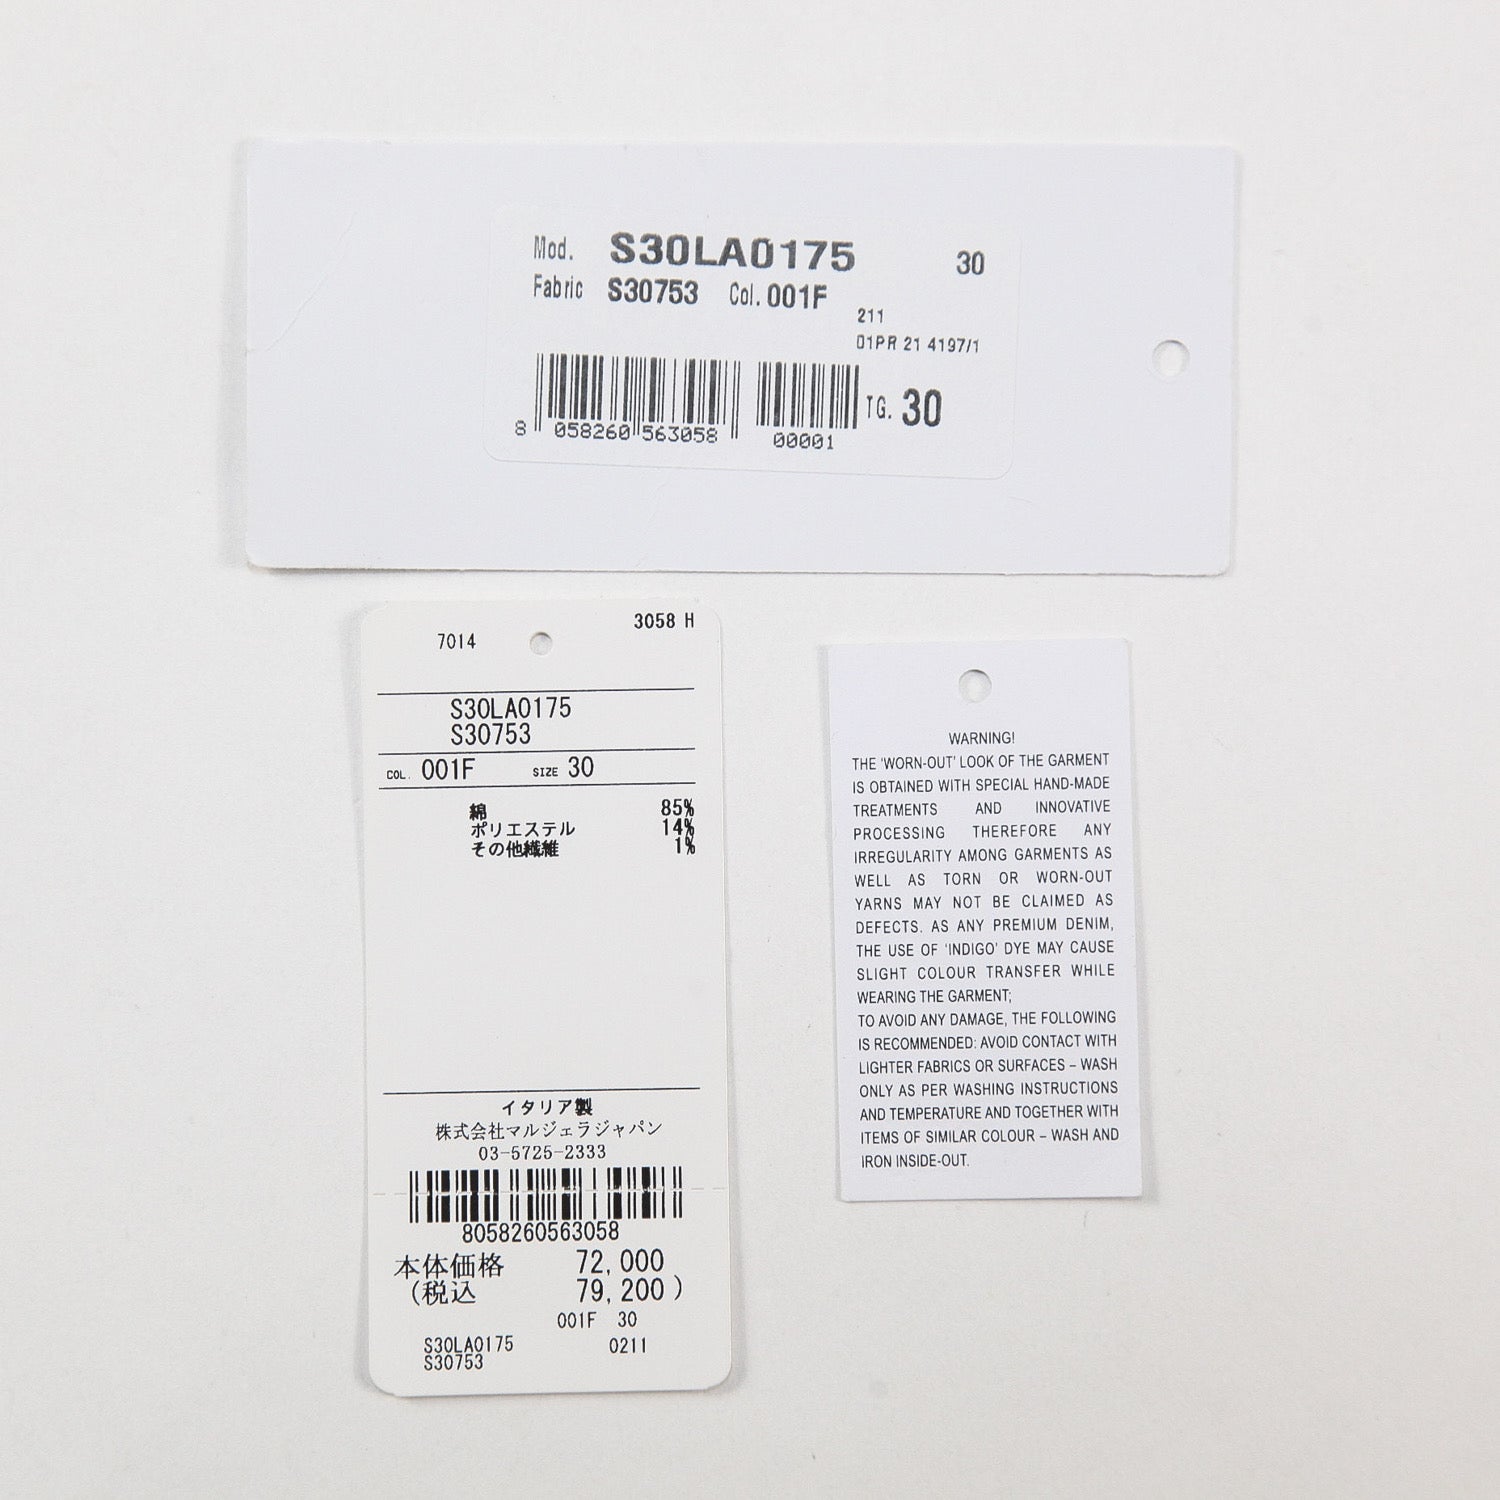 Mod. S30LA0175 30
Fabric S30753 Col. 001F
211
01PR 21 4197/1
TG. 30
8 058260 563058 00001
7014 3058 H
S30LA0175
S30753
COL. 001F SIZE 30
綿 85%
ポリエステル 14%
その他繊維 1%
イタリア製
株式会社マルジェラジャパン
03-5725-2333
8058260563058
本体価格 72,000
(税込 79,200)
001F 30
S30LA0175 0211
S30753
WARNING!
THE 'WORN-OUT' LOOK OF THE GARMENT
IS OBTAINED WITH SPECIAL HAND-MADE
TREATMENTS AND INNOVATIVE
PROCESSING THEREFORE ANY
IRREGULARITY AMONG GARMENTS AS
WELL AS TORN OR WORN-OUT
YARNS MAY NOT BE CLAIMED AS
DEFECTS. AS ANY PREMIUM DENIM,
THE USE OF 'INDIGO' DYE MAY CAUSE
SLIGHT COLOUR TRANSFER WHILE
WEARING THE GARMENT;
TO AVOID ANY DAMAGE, THE FOLLOWING
IS RECOMMENDED: AVOID CONTACT WITH
LIGHTER FABRICS OR SURFACES – WASH
ONLY AS PER WASHING INSTRUCTIONS
AND TEMPERATURE AND TOGETHER WITH
ITEMS OF SIMILAR COLOUR – WASH AND
IRON INSIDE-OUT.